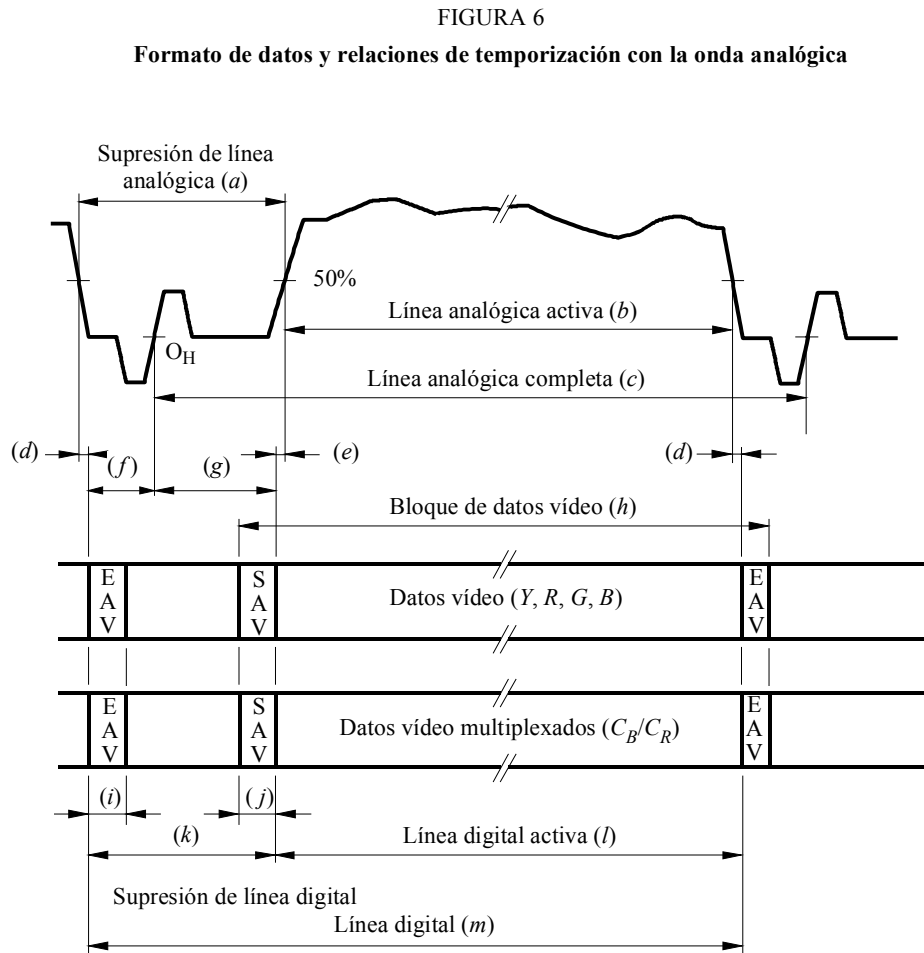 FIGURA 6
Formato de datos y relaciones de temporización con la onda analógica
Supresión de línea
analógica (a)
50%
Línea analógica activa (b)
O_H
Línea analógica completa (c)
(d)
(f)
(g)
(e)
(d)
Bloque de datos vídeo (h)
E
A
V
S
A
V
Datos vídeo (Y, R, G, B)
E
A
V
E
A
V
S
A
V
Datos vídeo multiplexados (C_B/C_R)
E
A
V
(i)
(j)
(k)
Línea digital activa (l)
Supresión de línea digital
Línea digital (m)